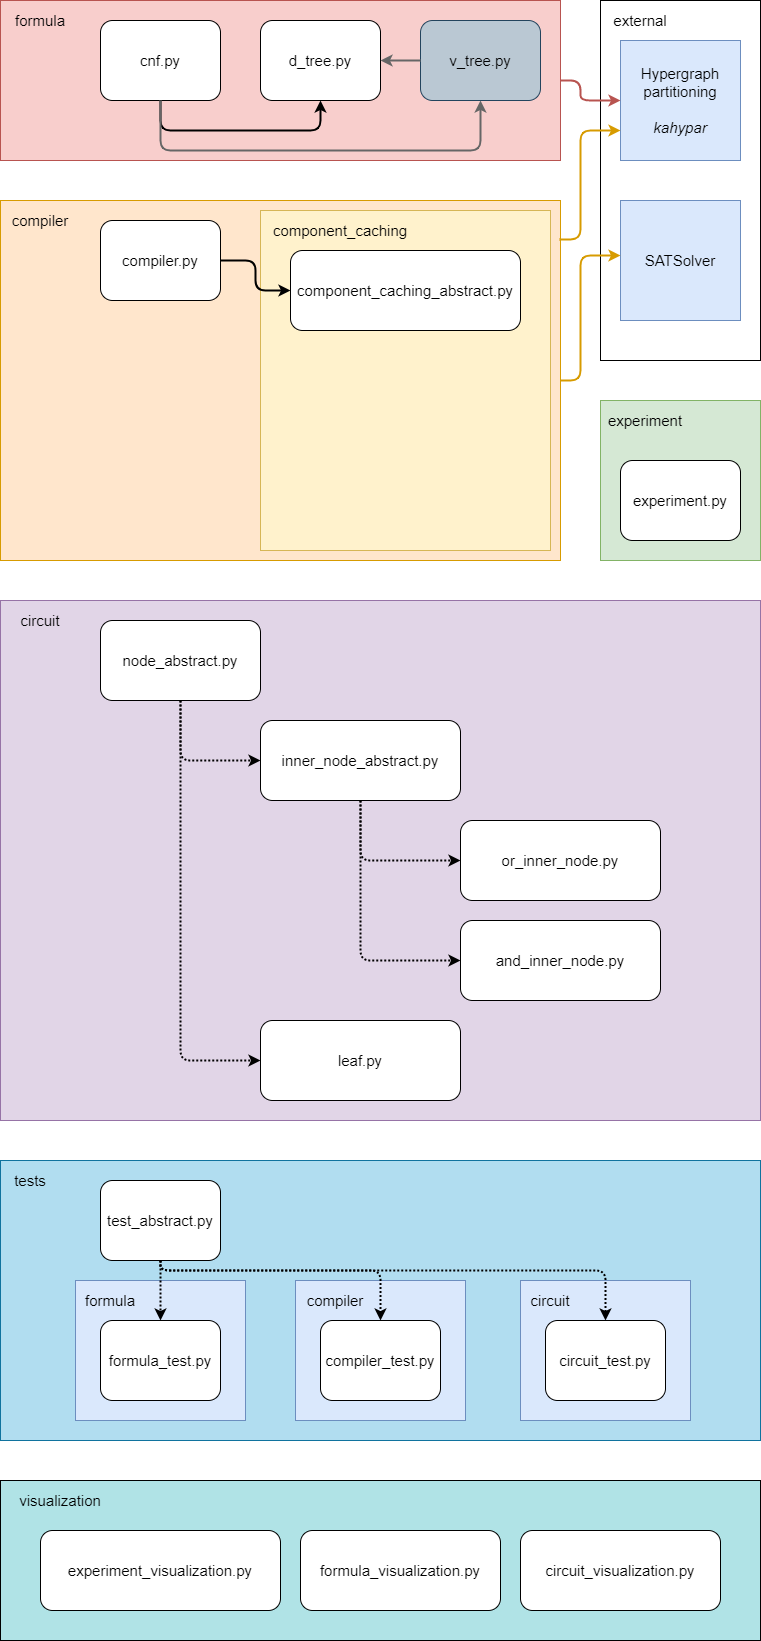 formula
cnf.py
d_tree.py
v_tree.py
external
Hypergraph
partitioning
kahypar
SATSolver
compiler
compiler.py
component_caching
component_caching_abstract.py
experiment
experiment.py
circuit
node_abstract.py
inner_node_abstract.py
or_inner_node.py
and_inner_node.py
leaf.py
tests
test_abstract.py
formula
formula_test.py
compiler
compiler_test.py
circuit
circuit_test.py
visualization
experiment_visualization.py
formula_visualization.py
circuit_visualization.py